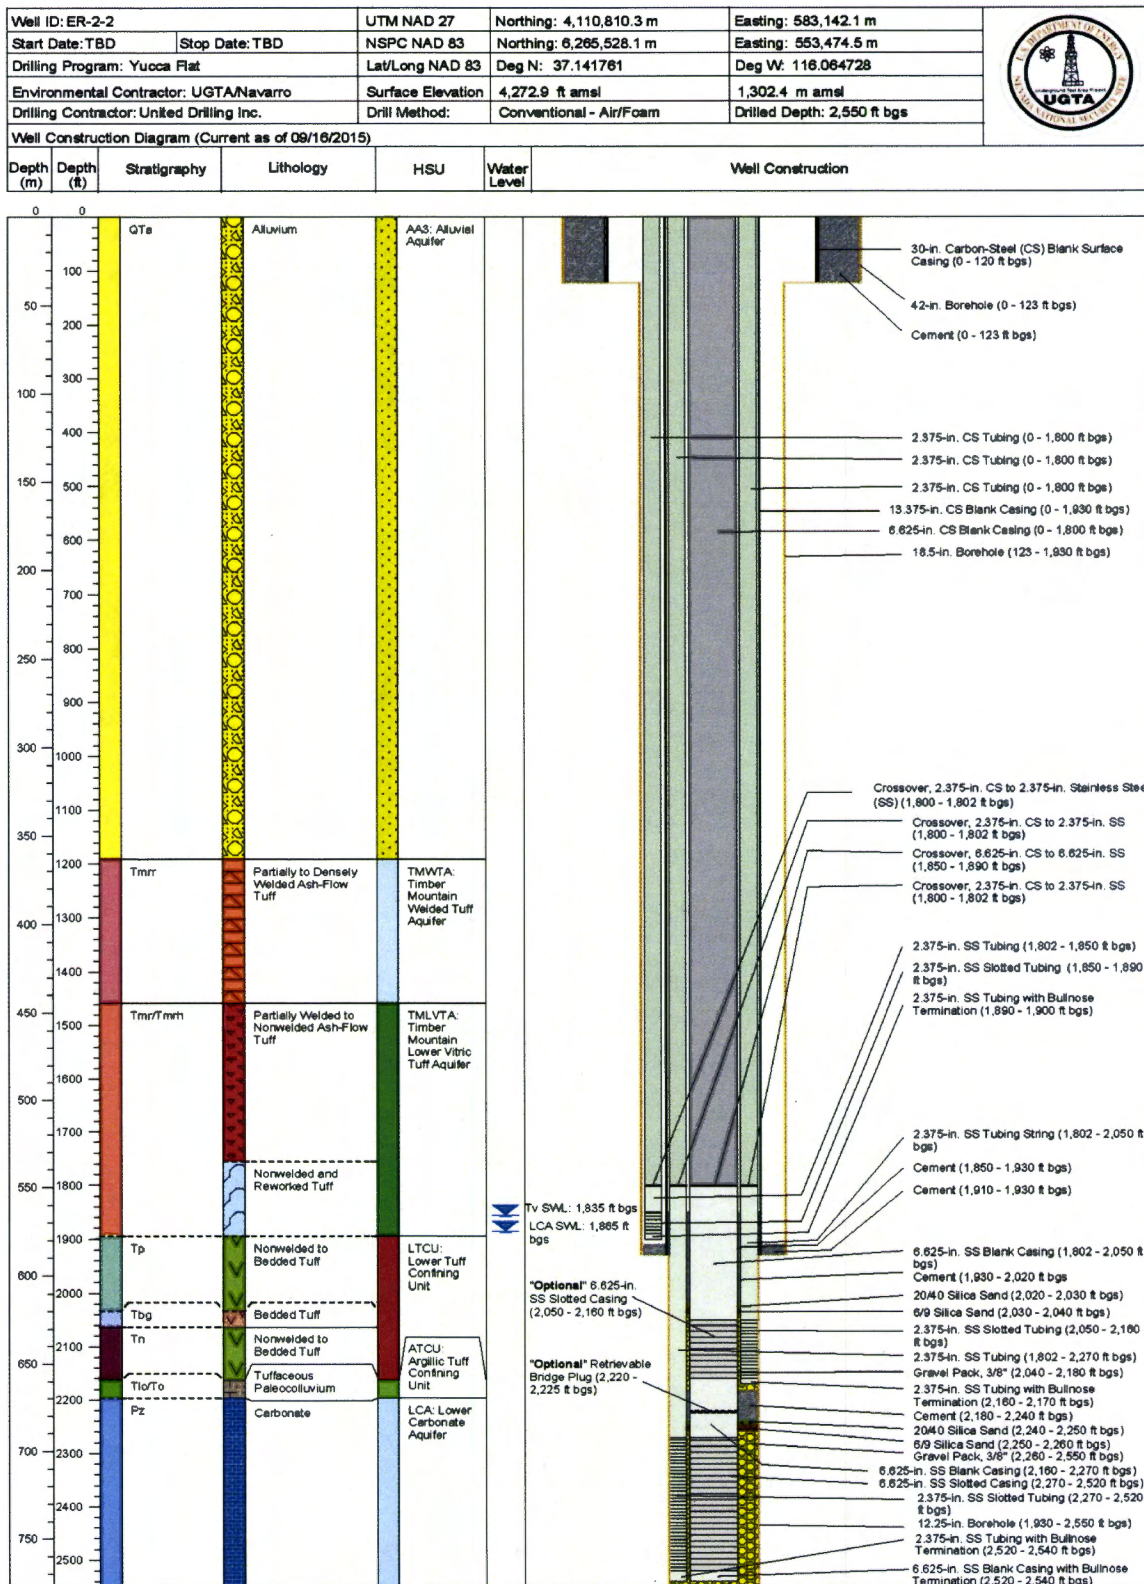 Well ID: ER-2-2 UTM NAD 27 Northing: 4,110,810.3 m Easting: 583,142.1 m
Start Date: TBD Stop Date: TBD NSPC NAD 83 Northing: 6,265,528.1 m Easting: 553,474.5 m
Drilling Program: Yucca Flat Lat/Long NAD 83 Deg N: 37.141761 Deg W: 116.064728
Environmental Contractor: UGTA/Navarro Surface Elevation 4,272.9 ft amsl 1,302.4 m amsl
Drilling Contractor: United Drilling Inc. Drill Method: Conventional - Air/Foam Drilled Depth: 2,550 ft bgs
U.S. DEPARTMENT OF ENERGY
Underground Test Area Project
UGTA
NEVADA NATIONAL SECURITY SITE
Well Construction Diagram (Current as of 09/16/2015)
Depth (m) Depth (ft) Stratigraphy Lithology HSU Water Level Well Construction
0
50
100
150
200
250
300
350
400
450
500
550
600
650
700
750
0
100
200
300
400
500
600
700
800
900
1000
1100
1200
1300
1400
1500
1600
1700
1800
1900
2000
2100
2200
2300
2400
2500
QTa
Tmrr
Tmr/Tmrh
Tp
Tbg
Tn
Tlo/To
Pz
Alluvium
Partially to Densely
Welded Ash-Flow
Tuff
Partially Welded to
Nonwelded Ash-Flow
Tuff
Nonwelded and
Reworked Tuff
Nonwelded to
Bedded Tuff
Bedded Tuff
Nonwelded to
Bedded Tuff
Tuffaceous
Paleocolluvium
Carbonate
AA3: Alluvial
Aquifer
TMWTA:
Timber
Mountain
Welded Tuff
Aquifer
TMLVTA:
Timber
Mountain
Lower Vitric
Tuff Aquifer
LTCU:
Lower Tuff
Confining
Unit
ATCU:
Argillic Tuff
Confining
Unit
LCA: Lower
Carbonate
Aquifer
Tv SWL: 1,835 ft bgs
LCA SWL: 1,865 ft
bgs
"Optional" 6.625-in.
SS Slotted Casing
(2,050 - 2,160 ft bgs)
"Optional" Retrievable
Bridge Plug (2,220 -
2,225 ft bgs)
30-in. Carbon-Steel (CS) Blank Surface
Casing (0 - 120 ft bgs)
42-in. Borehole (0 - 123 ft bgs)
Cement (0 - 123 ft bgs)
2.375-in. CS Tubing (0 - 1,800 ft bgs)
2.375-in. CS Tubing (0 - 1,800 ft bgs)
2.375-in. CS Tubing (0 - 1,800 ft bgs)
13.375-in. CS Blank Casing (0 - 1,930 ft bgs)
6.625-in. CS Blank Casing (0 - 1,800 ft bgs)
18.5-in. Borehole (123 - 1,930 ft bgs)
Crossover, 2.375-in. CS to 2.375-in. Stainless Stee
(SS) (1,800 - 1,802 ft bgs)
Crossover, 2.375-in. CS to 2.375-in. SS
(1,800 - 1,802 ft bgs)
Crossover, 6.625-in. CS to 6.625-in. SS
(1,850 - 1,890 ft bgs)
Crossover, 2.375-in. CS to 2.375-in. SS
(1,800 - 1,802 ft bgs)
2.375-in. SS Tubing (1,802 - 1,850 ft bgs)
2.375-in. SS Slotted Tubing (1,850 - 1,890
ft bgs)
2.375-in. SS Tubing with Bullnose
Termination (1,890 - 1,900 ft bgs)
2.375-in. SS Tubing String (1,802 - 2,050 ft
bgs)
Cement (1,850 - 1,930 ft bgs)
Cement (1,910 - 1,930 ft bgs)
6.625-in. SS Blank Casing (1,802 - 2,050 ft
bgs)
Cement (1,930 - 2,020 ft bgs
20/40 Silica Sand (2,020 - 2,030 ft bgs)
6/9 Silica Sand (2,030 - 2,040 ft bgs)
2.375-in. SS Slotted Tubing (2,050 - 2,160
ft bgs)
2.375-in. SS Tubing (1,802 - 2,270 ft bgs)
Gravel Pack, 3/8" (2,040 - 2,180 ft bgs)
2.375-in. SS Tubing with Bullnose
Termination (2,160 - 2,170 ft bgs)
Cement (2,180 - 2,240 ft bgs)
20/40 Silica Sand (2,240 - 2,250 ft bgs)
6/9 Silica Sand (2,250 - 2,260 ft bgs)
Gravel Pack, 3/8" (2,260 - 2,550 ft bgs)
6.625-in. SS Blank Casing (2,160 - 2,270 ft bgs)
6.625-in. SS Slotted Casing (2,270 - 2,520 ft bgs)
2.375-in. SS Slotted Tubing (2,270 - 2,520
ft bgs)
12.25-in. Borehole (1,930 - 2,550 ft bgs)
2.375-in. SS Tubing with Bullnose
Termination (2,520 - 2,540 ft bgs)
6.625-in. SS Blank Casing with Bullnose
Termination (2,520 - 2,540 ft bgs)